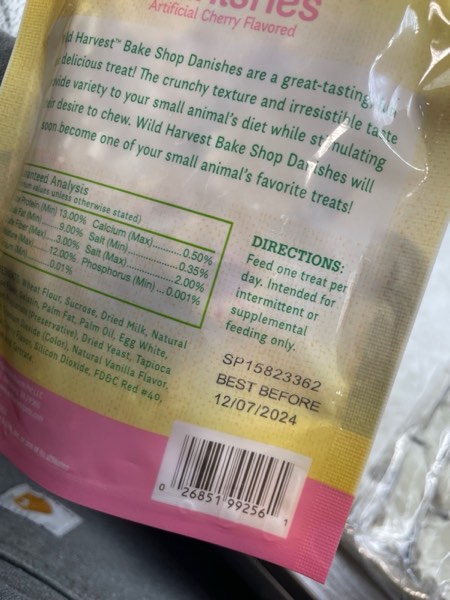 Artificial Cherry Flavored
Harvest™ Bake Shop Danishes are a great-tasting,
delicious treat! The crunchy texture and irresistible taste
variety to your small animal's diet while stimulating
desire to chew. Wild Harvest Bake Shop Danishes will
soon become one of your small animal's favorite treats!
Analysis
values unless otherwise stated)
Protein (Min) 13.00% Calcium (Max) 0.50%
Fat (Min) 9.00% Salt (Min) 0.35%
Fiber (Max) 3.00% Salt (Max) 2.00%
(Max) 12.00% Phosphorus (Min) 0.001%
0.01%
Wheat Flour, Sucrose, Dried Milk, Natural
Palm Fat, Palm Oil, Egg White,
(Preservative), Dried Yeast, Tapioca
(Color), Natural Vanilla Flavor,
Silicon Dioxide, FD&C Red #40,
DIRECTIONS:
Feed one treat per
day. Intended for
intermittent or
supplemental
feeding only.
SP15823362
BEST BEFORE
12/07/2024
0 26851 99256 1